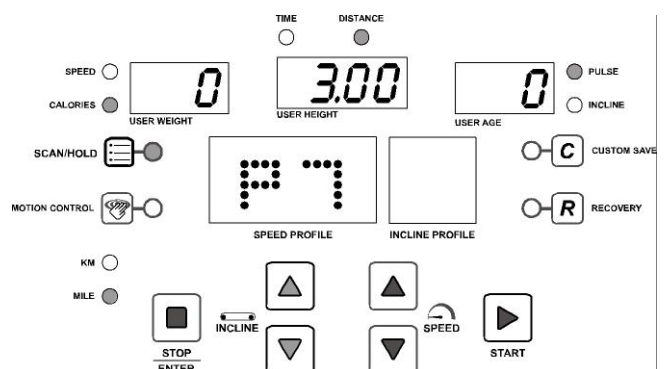 TIME DISTANCE
SPEED 0 3.00 0 PULSE
CALORIES INCLINE
USER WEIGHT USER HEIGHT USER AGE
SCAN/HOLD C CUSTOM SAVE
P7
MOTION CONTROL R RECOVERY
SPEED PROFILE INCLINE PROFILE
KM
MILE
INCLINE SPEED
STOP START
ENTER